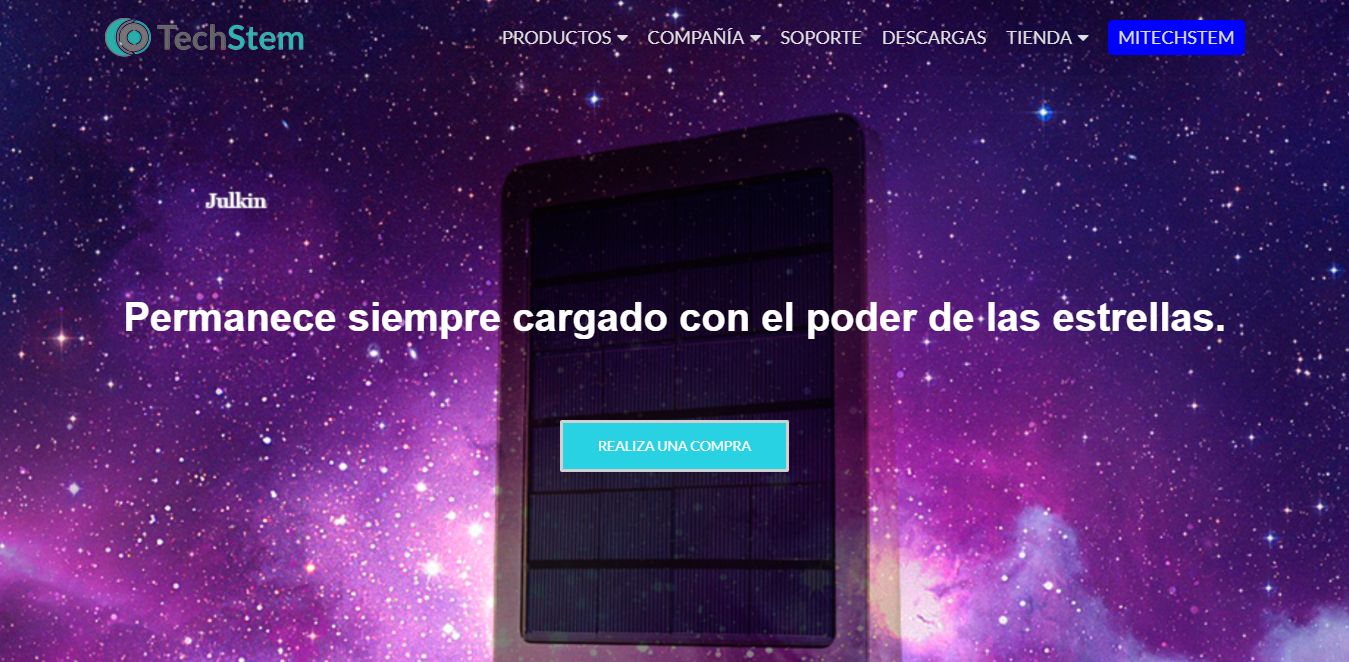 TechStem
PRODUCTOS COMPAÑÍA SOPORTE DESCARGAS TIENDA MITECHSTEM
Julkin
Permanece siempre cargado con el poder de las estrellas.
REALIZA UNA COMPRA